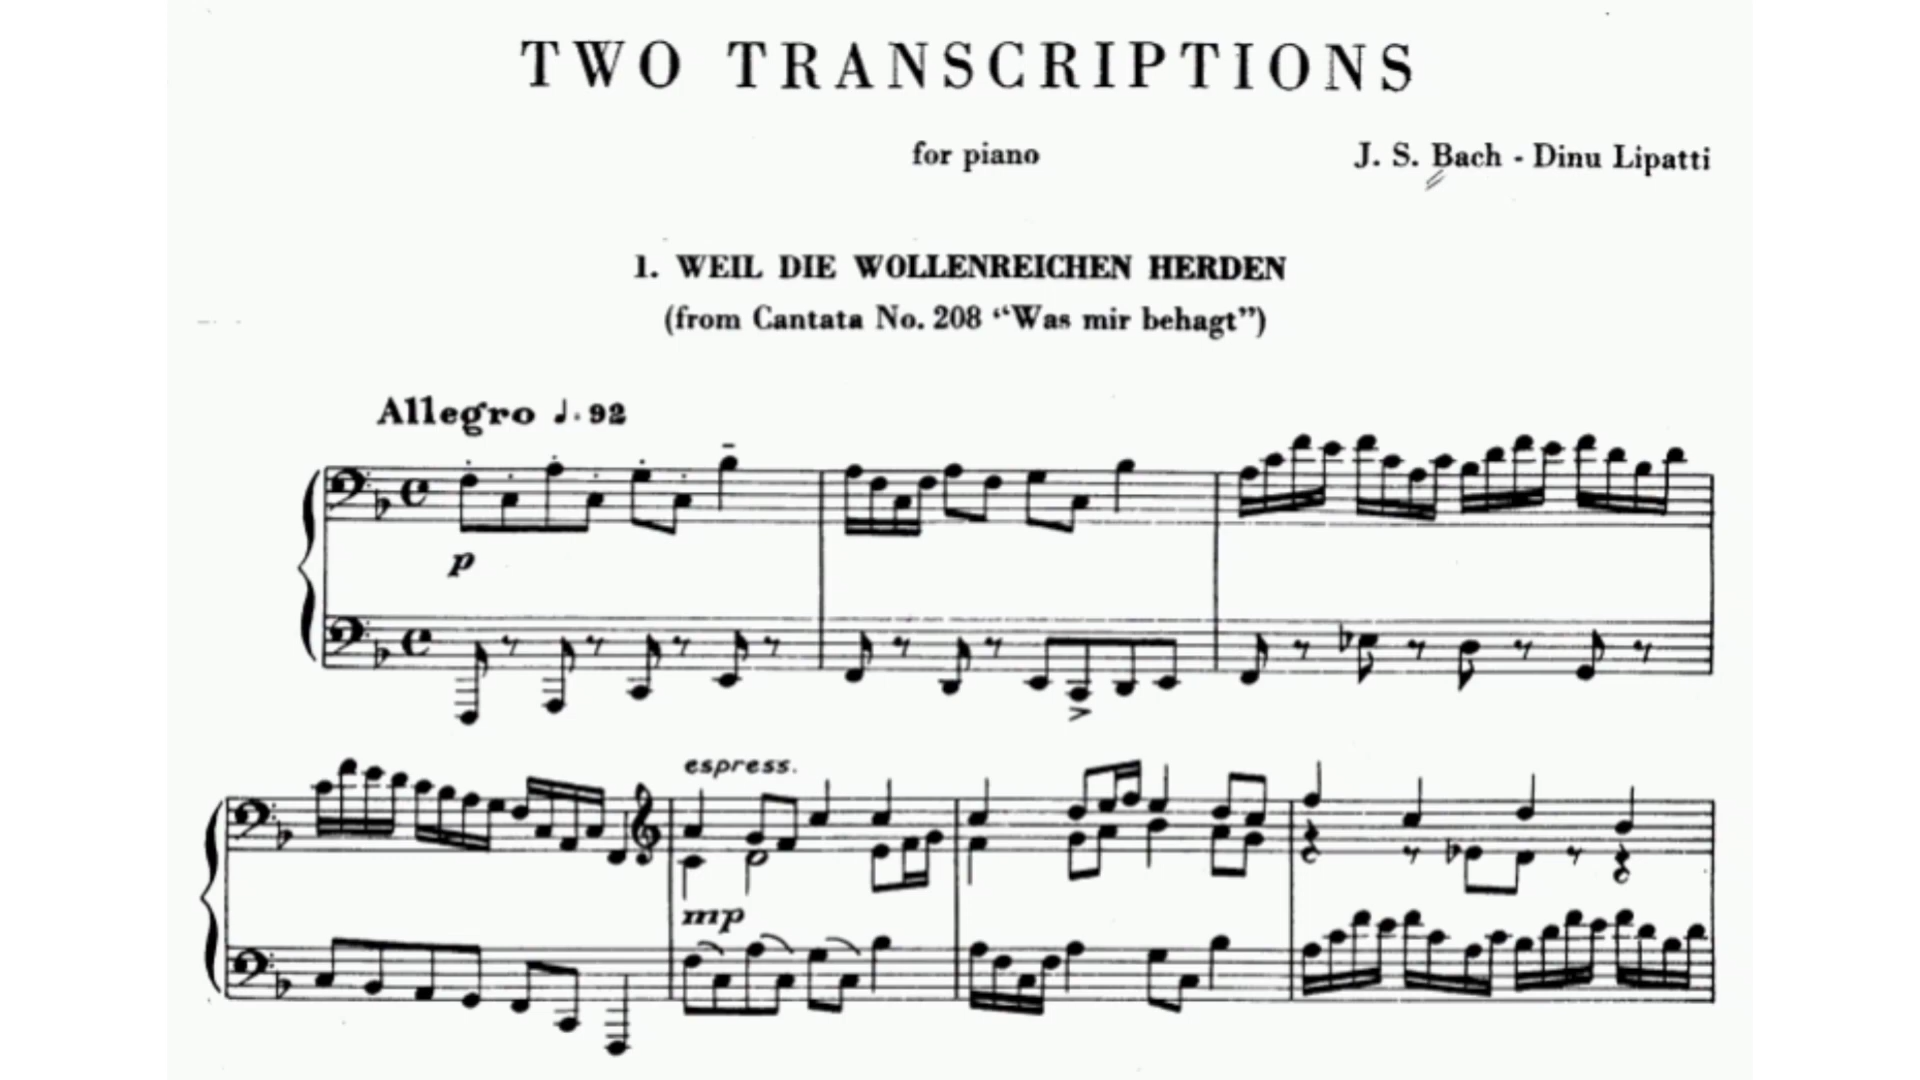 TWO TRANSCRIPTIONS
for piano
J. S. Bach - Dinu Lipatti
1. WEIL DIE WOLLENREICHEN HERDEN
(from Cantata No. 208 “Was mir behagt”)
Allegro ♩. 92
p
espress.
mp